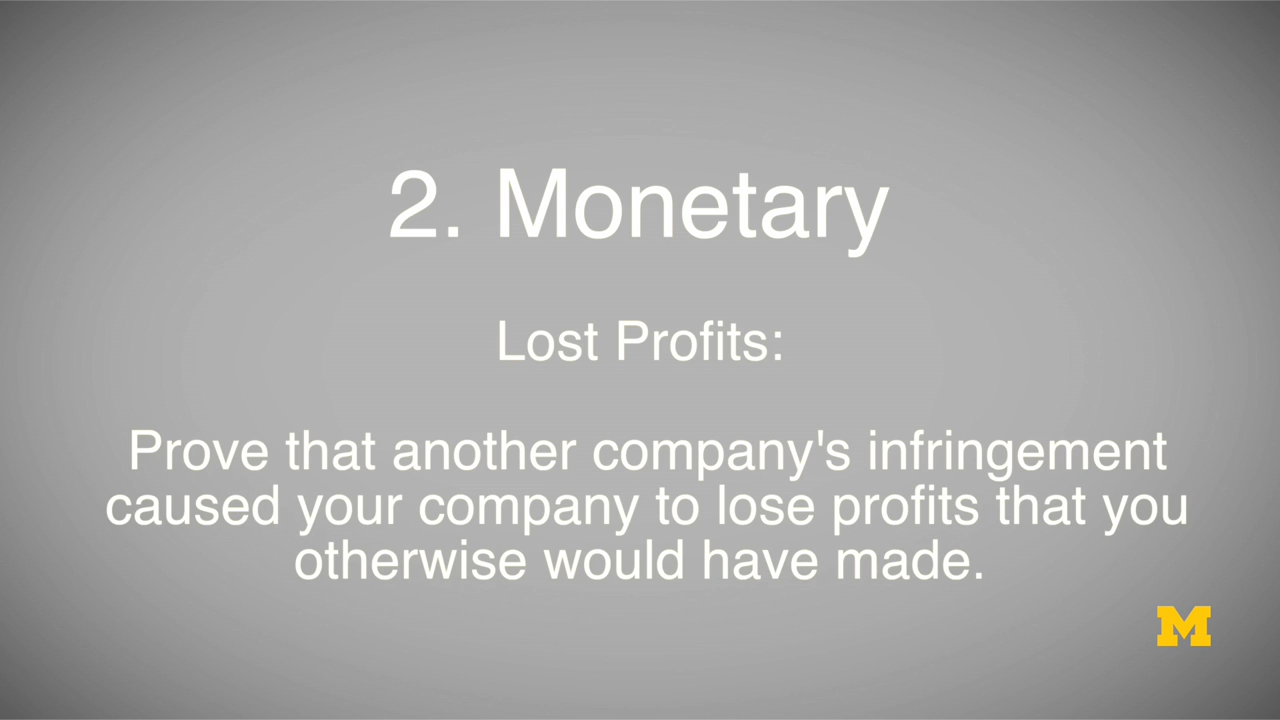 2. Monetary
Lost Profits:
Prove that another company's infringement
caused your company to lose profits that you
otherwise would have made.
M